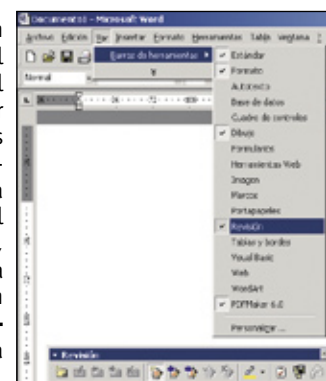 Documento1 - Microsoft Word
Archivo Edición Ver Insertar Formato Herramientas Tabla Ventana ?
Barras de herramientas
Normal
Estándar
Formato
Autotexto
Base de datos
Cuadro de controles
Dibujo
Formularios
Herramientas Web
Imagen
Marcos
Portapapeles
Revisión
Tablas y bordes
Visual Basic
Web
WordArt
PDFMaker 6.0
Personalizar ...
Revisión